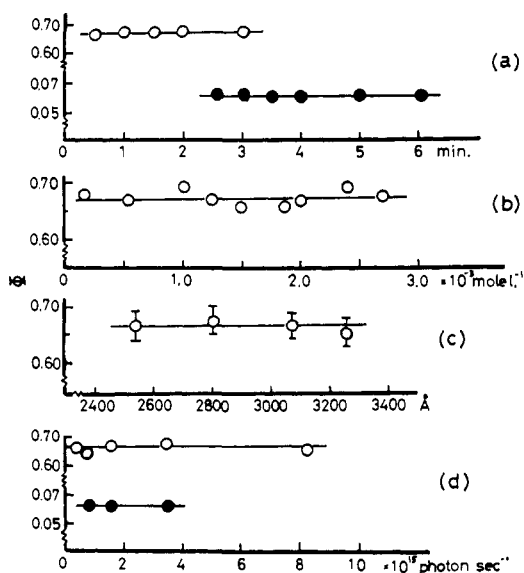 0.70
0.60
0.07
0.05
0 1 2 3 4 5 6 min.
(a)
0.70
0.60
0 1.0 2.0 3.0 ×10⁻³ mole l.⁻¹
(b)
Φ
0.70
0.60
2400 2600 2800 3000 3200 3400 Å
(c)
0.70
0.60
0.07
0.05
0 2 4 6 8 10 ×10¹⁵ photon sec⁻¹
(d)